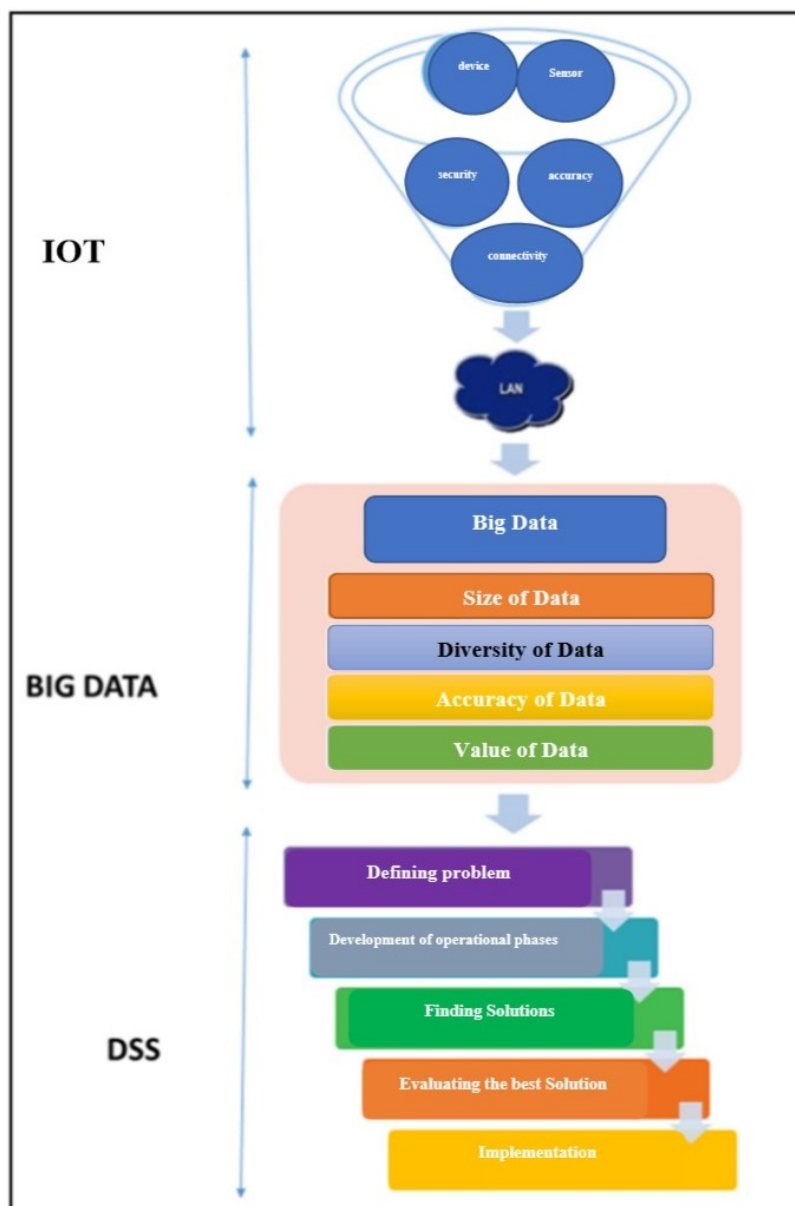 device
Sensor
security
accuracy
connectivity
IOT
LAN
Big Data
Size of Data
Diversity of Data
Accuracy of Data
Value of Data
BIG DATA
Defining problem
Development of operational phases
Finding Solutions
Evaluating the best Solution
Implementation
DSS